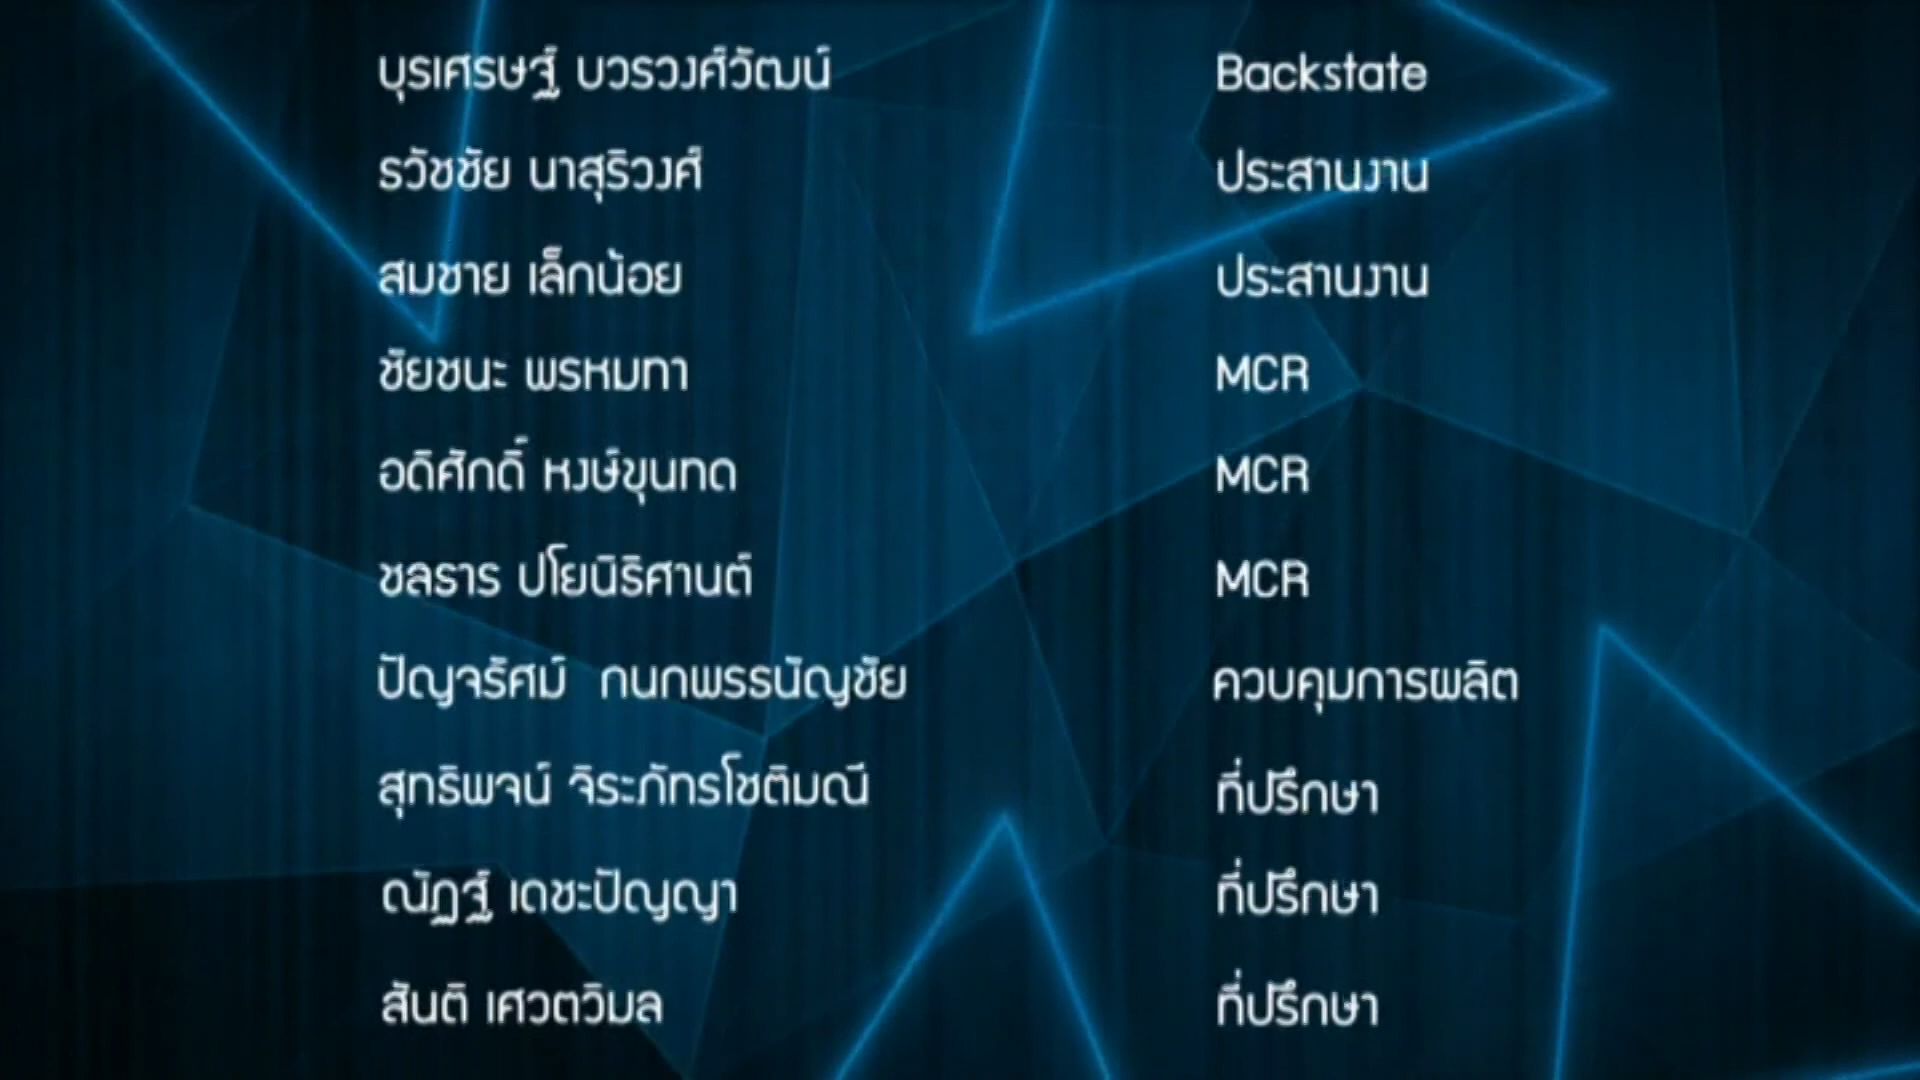 บุรเศรษฐ์ บวรวงศ์วัฒน์ Backstate
ธวัชชัย นาสุริวงศ์ ประสานงาน
สมชาย เล็กน้อย ประสานงาน
ชัยชนะ พรหมทา MCR
อดิศักดิ์ หงษ์ขุนทด MCR
ชลธาร ปโยนิธิศานต์ MCR
ปัญจรัศม์ กนกพรรนัญชัย ควบคุมการผลิต
สุทธิพจน์ จิระภัทรโชติมณี ที่ปรึกษา
ณัฏฐ์ เดชะปัญญา ที่ปรึกษา
สันติ เศวตวิมล ที่ปรึกษา